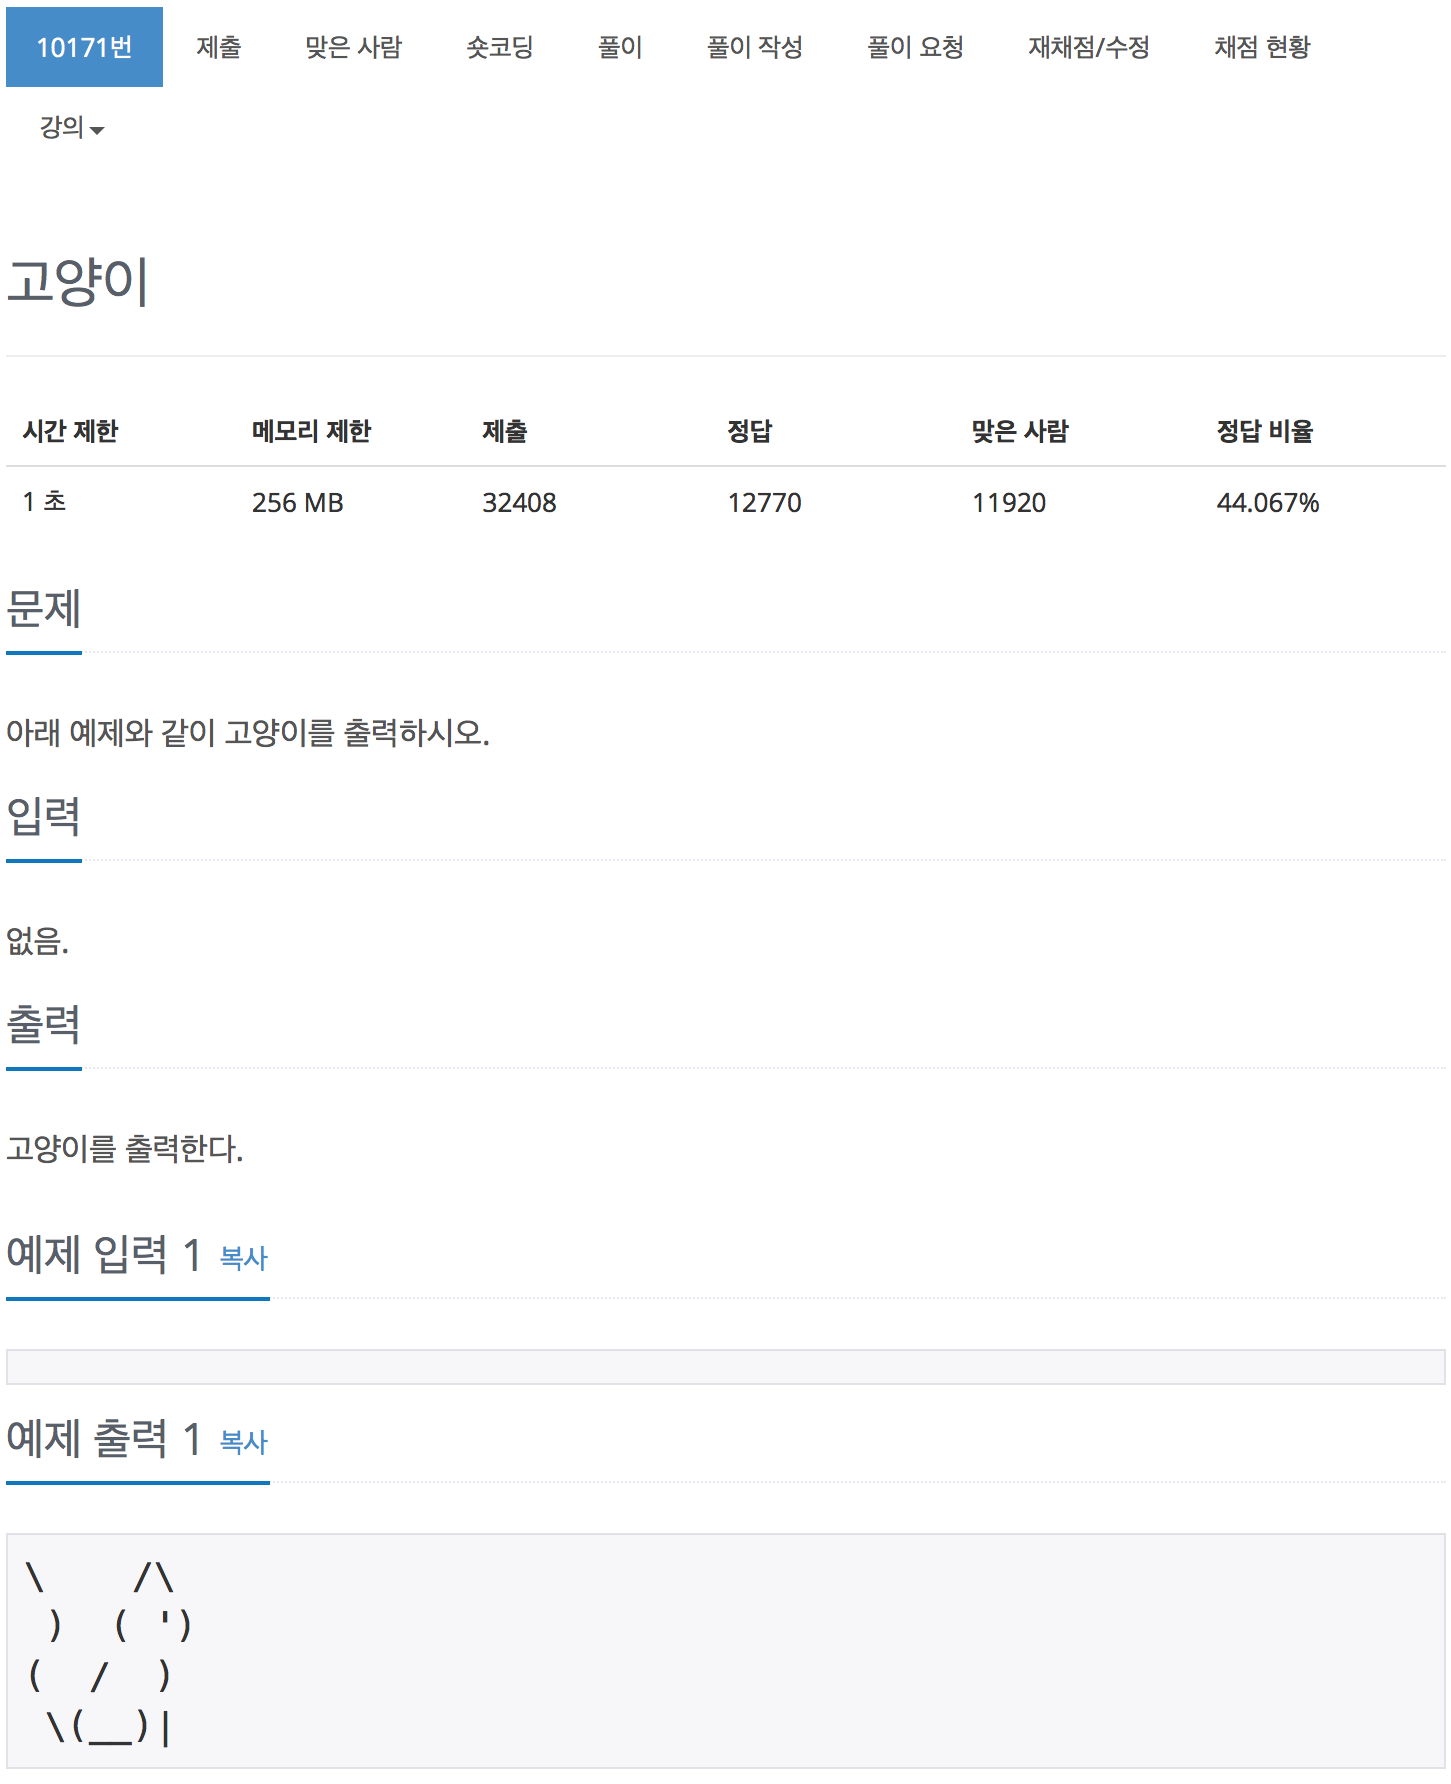 10171번 제출 맞은 사람 숏코딩 풀이 풀이 작성 풀이 요청 재채점/수정 채점 현황
강의
고양이
시간 제한 메모리 제한 제출 정답 맞은 사람 정답 비율
1 초 256 MB 32408 12770 11920 44.067%
문제
아래 예제와 같이 고양이를 출력하시오.
입력
없음.
출력
고양이를 출력한다.
예제 입력 1 복사
예제 출력 1 복사
\    /\
 )  ( ')
(  /  )
 \(__)|